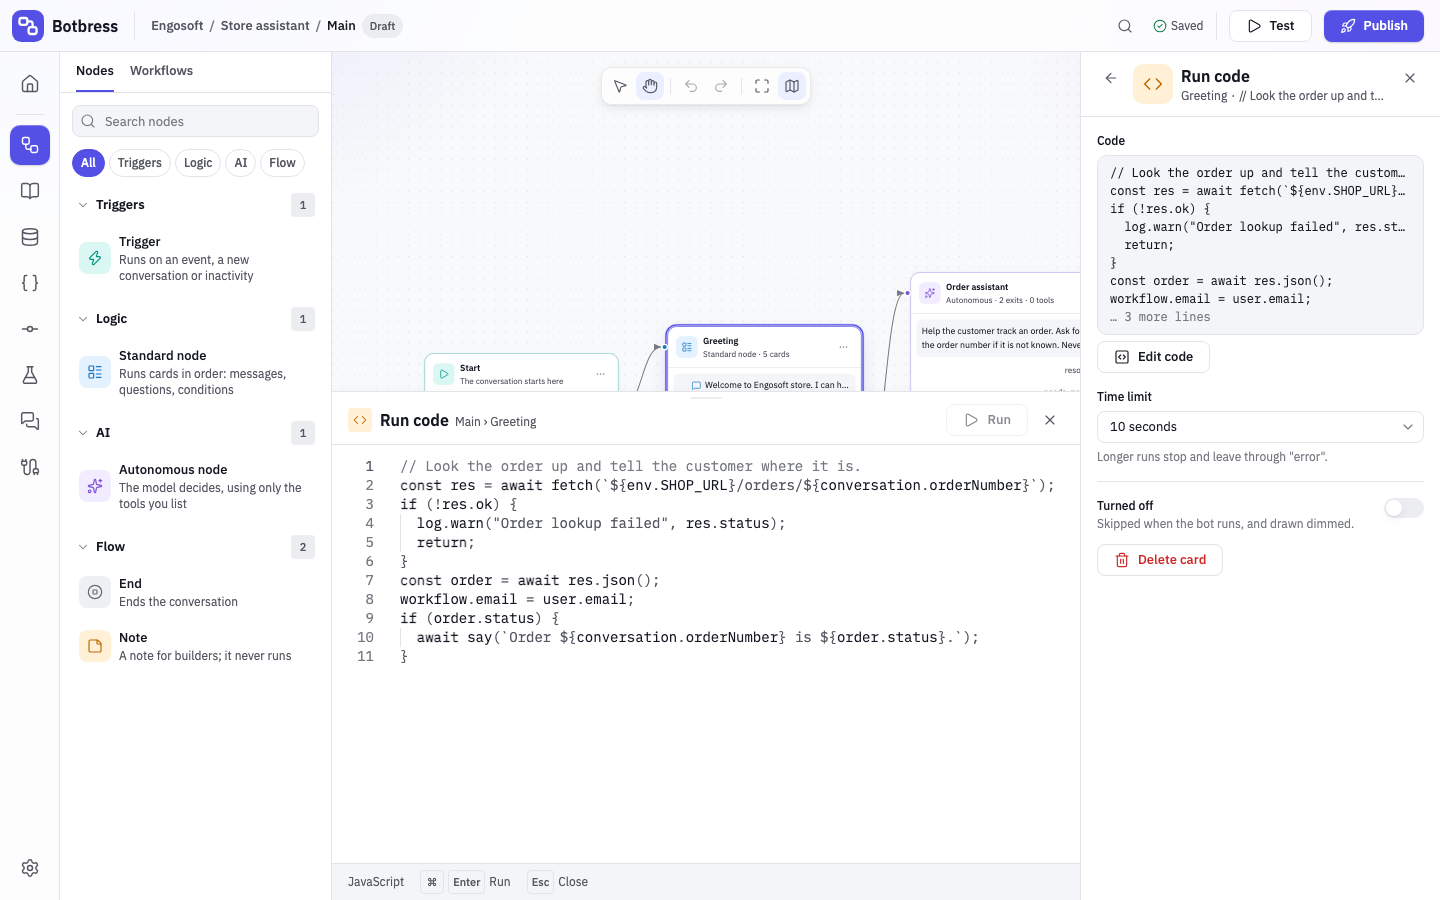 Botbress
Engosoft / Store assistant / Main Draft
Saved
Test
Publish
Nodes
Workflows
Search nodes
All
Triggers
Logic
AI
Flow
Triggers
1
Trigger
Runs on an event, a new
conversation or inactivity
Logic
1
Standard node
Runs cards in order: messages,
questions, conditions
AI
1
Autonomous node
The model decides, using only the
tools you list
Flow
2
End
Ends the conversation
Note
A note for builders; it never runs
Start
The conversation starts here
Greeting
Standard node · 5 cards
Welcome to Engosoft store. I can h...
Order assistant
Autonomous · 2 exits · 0 tools
Help the customer track an order. Ask fo
the order number if it is not known. Neve
Run code Main › Greeting
Run
1 // Look the order up and tell the customer where it is.
2 const res = await fetch(`${env.SHOP_URL}/orders/${conversation.orderNumber}`);
3 if (!res.ok) {
4 log.warn("Order lookup failed", res.status);
5 return;
6 }
7 const order = await res.json();
8 workflow.email = user.email;
9 if (order.status) {
10 await say(`Order ${conversation.orderNumber} is ${order.status}.`);
11 }
JavaScript ⌘ Enter Run Esc Close
Run code
Greeting · // Look the order up and t...
Code
// Look the order up and tell the custom…
const res = await fetch(`${env.SHOP_URL}…
if (!res.ok) {
log.warn("Order lookup failed", res.st…
return;
}
const order = await res.json();
workflow.email = user.email;
… 3 more lines
Edit code
Time limit
10 seconds
Longer runs stop and leave through "error".
Turned off
Skipped when the bot runs, and drawn dimmed.
Delete card